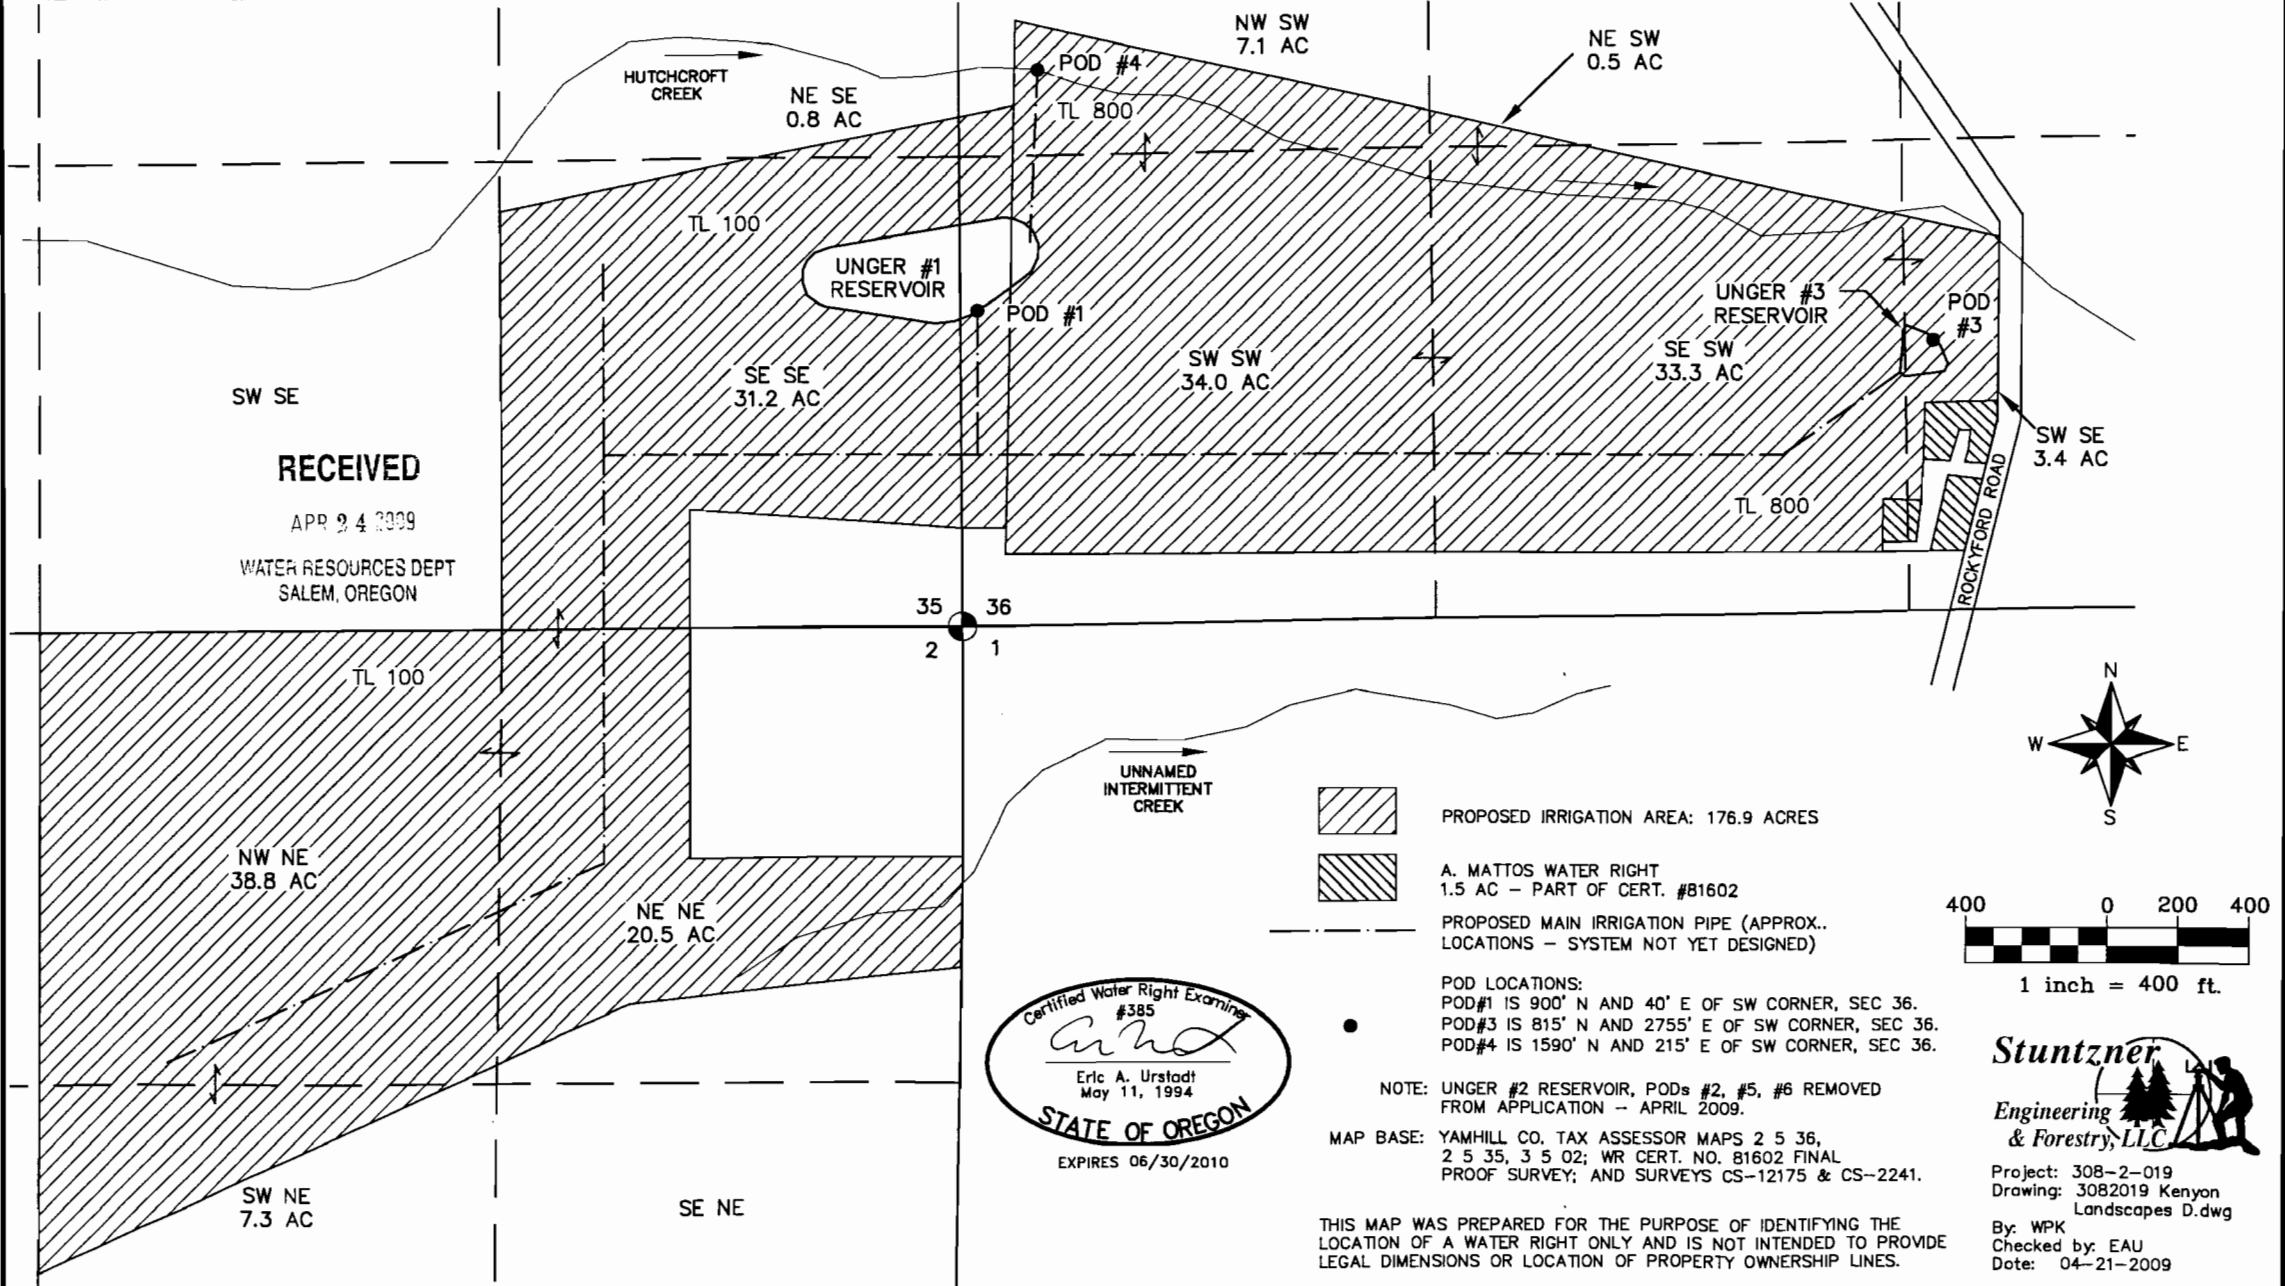 NW SW
7.1 AC
NE SW
0.5 AC
HUTCHCROFT
CREEK
NE SE
0.8 AC
POD #4
TL 800
TL 100
UNGER #1
RESERVOIR
POD #1
UNGER #3
RESERVOIR
POD
#3
SW SW
34.0 AC
SE SW
33.3 AC
SE SE
31.2 AC
SW SE
SW SE
3.4 AC
RECEIVED
APR 24 2009
WATER RESOURCES DEPT
SALEM, OREGON
TL 800
ROCKYFORD ROAD
35 36
2 1
TL 100
N
W E
S
UNNAMED
INTERMITTENT
CREEK
NW NE
38.8 AC
NE NE
20.5 AC
SW NE
7.3 AC
SE NE
PROPOSED IRRIGATION AREA: 176.9 ACRES
A. MATTOS WATER RIGHT
1.5 AC - PART OF CERT. #81602
PROPOSED MAIN IRRIGATION PIPE (APPROX..
LOCATIONS - SYSTEM NOT YET DESIGNED)
POD LOCATIONS:
POD#1 IS 900' N AND 40' E OF SW CORNER, SEC 36.
POD#3 IS 815' N AND 2755' E OF SW CORNER, SEC 36.
POD#4 IS 1590' N AND 215' E OF SW CORNER, SEC 36.
NOTE: UNGER #2 RESERVOIR, PODs #2, #5, #6 REMOVED
FROM APPLICATION - APRIL 2009.
MAP BASE: YAMHILL CO. TAX ASSESSOR MAPS 2 5 36,
2 5 35, 3 5 02; WR CERT. NO. 81602 FINAL
PROOF SURVEY; AND SURVEYS CS-12175 & CS-2241.
THIS MAP WAS PREPARED FOR THE PURPOSE OF IDENTIFYING THE
LOCATION OF A WATER RIGHT ONLY AND IS NOT INTENDED TO PROVIDE
LEGAL DIMENSIONS OR LOCATION OF PROPERTY OWNERSHIP LINES.
Certified Water Right Examiner
#385
Eric A. Urstadt
May 11, 1994
STATE OF OREGON
EXPIRES 06/30/2010
400 0 200 400
1 inch = 400 ft.
Stuntzner
Engineering
& Forestry, LLC
Project: 308-2-019
Drawing: 3082019 Kenyon
Landscapes D.dwg
By: WPK
Checked by: EAU
Date: 04-21-2009